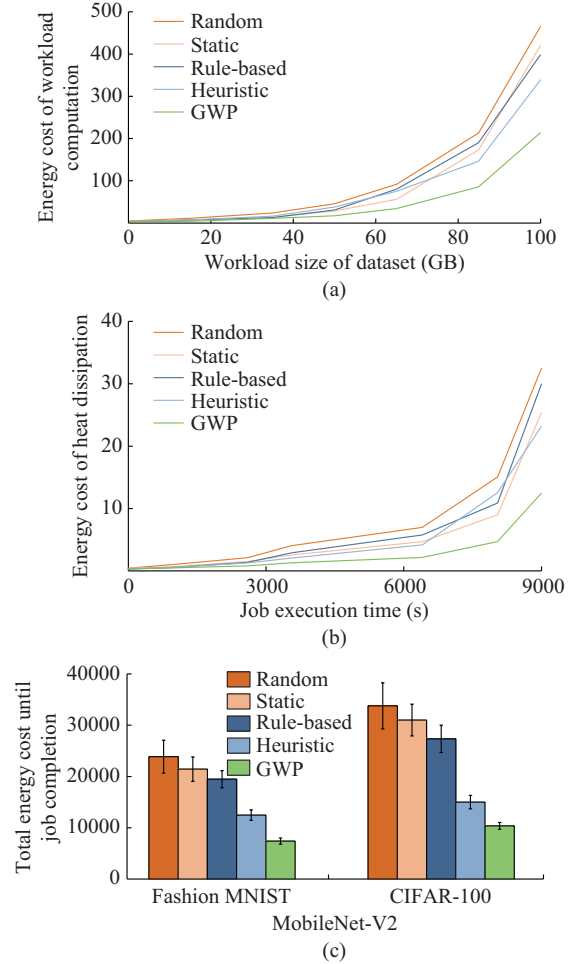 500
400
300
200
100
0
20
40
60
80
100
Energy cost of workload
computation
Random
Static
Rule-based
Heuristic
GWP
Workload size of dataset (GB)
(a)
40
30
20
10
0
3000
6000
9000
Energy cost of heat dissipation
Random
Static
Rule-based
Heuristic
GWP
Job execution time (s)
(b)
40000
30000
20000
10000
0
Total energy cost until
job completion
Random
Static
Rule-based
Heuristic
GWP
Fashion MNIST
CIFAR-100
MobileNet-V2
(c)